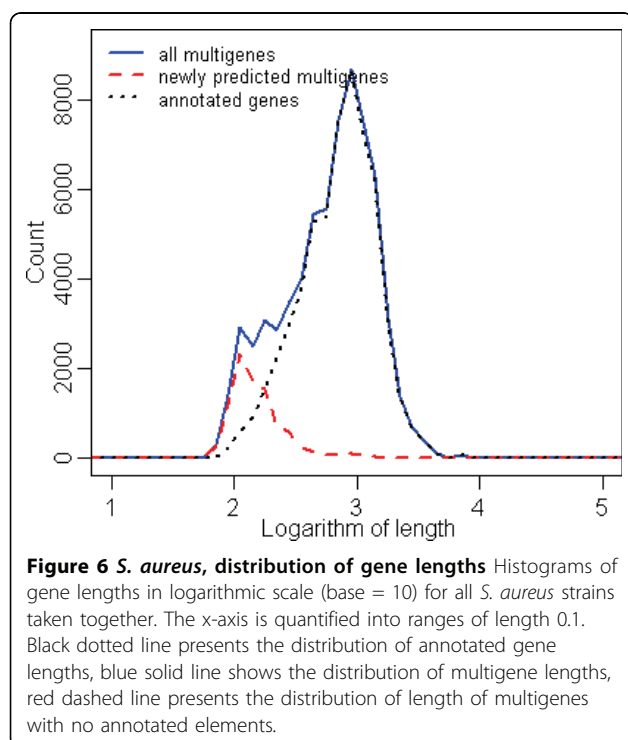 all multigenes
newly predicted multigenes
annotated genes
Count
0
2000
4000
6000
8000
1 2 3 4 5
Logarithm of length
Figure 6 S. aureus, distribution of gene lengths Histograms of
gene lengths in logarithmic scale (base = 10) for all S. aureus strains
taken together. The x-axis is quantified into ranges of length 0.1.
Black dotted line presents the distribution of annotated gene
lengths, blue solid line shows the distribution of multigene lengths,
red dashed line presents the distribution of length of multigenes
with no annotated elements.